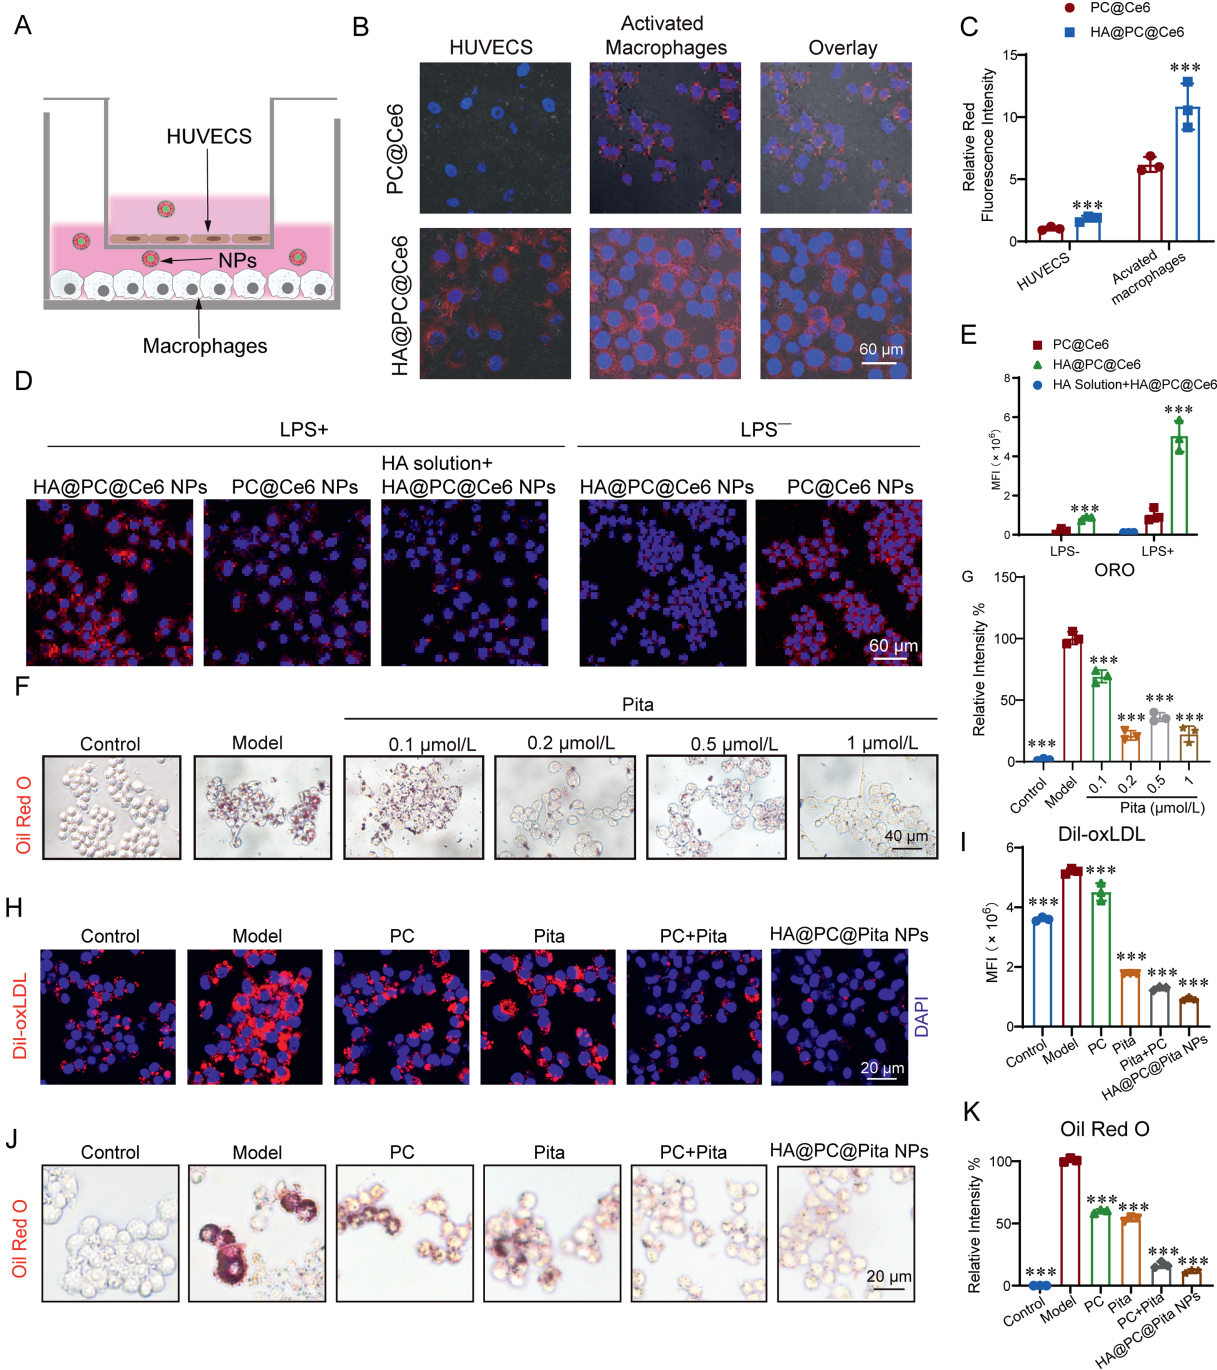 A
HUVECS
NPs
Macrophages
B
HUVECS
Activated
Macrophages
Overlay
PC@Ce6
HA@PC@Ce6
60 µm
C
PC@Ce6
HA@PC@Ce6
Relative Red
Fluorescence Intensity
15
10
5
0
***
***
HUVECS
Acvated
macrophages
D
LPS+
LPS—
HA@PC@Ce6 NPs
PC@Ce6 NPs
HA solution+
HA@PC@Ce6 NPs
HA@PC@Ce6 NPs
PC@Ce6 NPs
60 µm
E
PC@Ce6
HA@PC@Ce6
HA Solution+HA@PC@Ce6
MFI (× 10⁶)
8
6
4
2
0
***
***
LPS-
LPS+
F
Pita
Control
Model
0.1 µmol/L
0.2 µmol/L
0.5 µmol/L
1 µmol/L
Oil Red O
40 µm
G
ORO
Relative Intensity %
150
100
50
0
***
***
***
***
***
Control
Model
0.1
0.2
0.5
1
Pita (µmol/L)
H
Control
Model
PC
Pita
PC+Pita
HA@PC@Pita NPs
Dil-oxLDL
DAPI
20 µm
I
Dil-oxLDL
MFI (× 10⁶)
6
4
2
0
***
***
***
***
***
Control
Model
PC
Pita
Pita+PC
HA@PC@Pita NPs
J
Control
Model
PC
Pita
PC+Pita
HA@PC@Pita NPs
Oil Red O
20 µm
K
Oil Red O
Relative Intensity %
100
50
0
***
***
***
***
***
Control
Model
PC
Pita
PC+Pita
HA@PC@Pita NPs